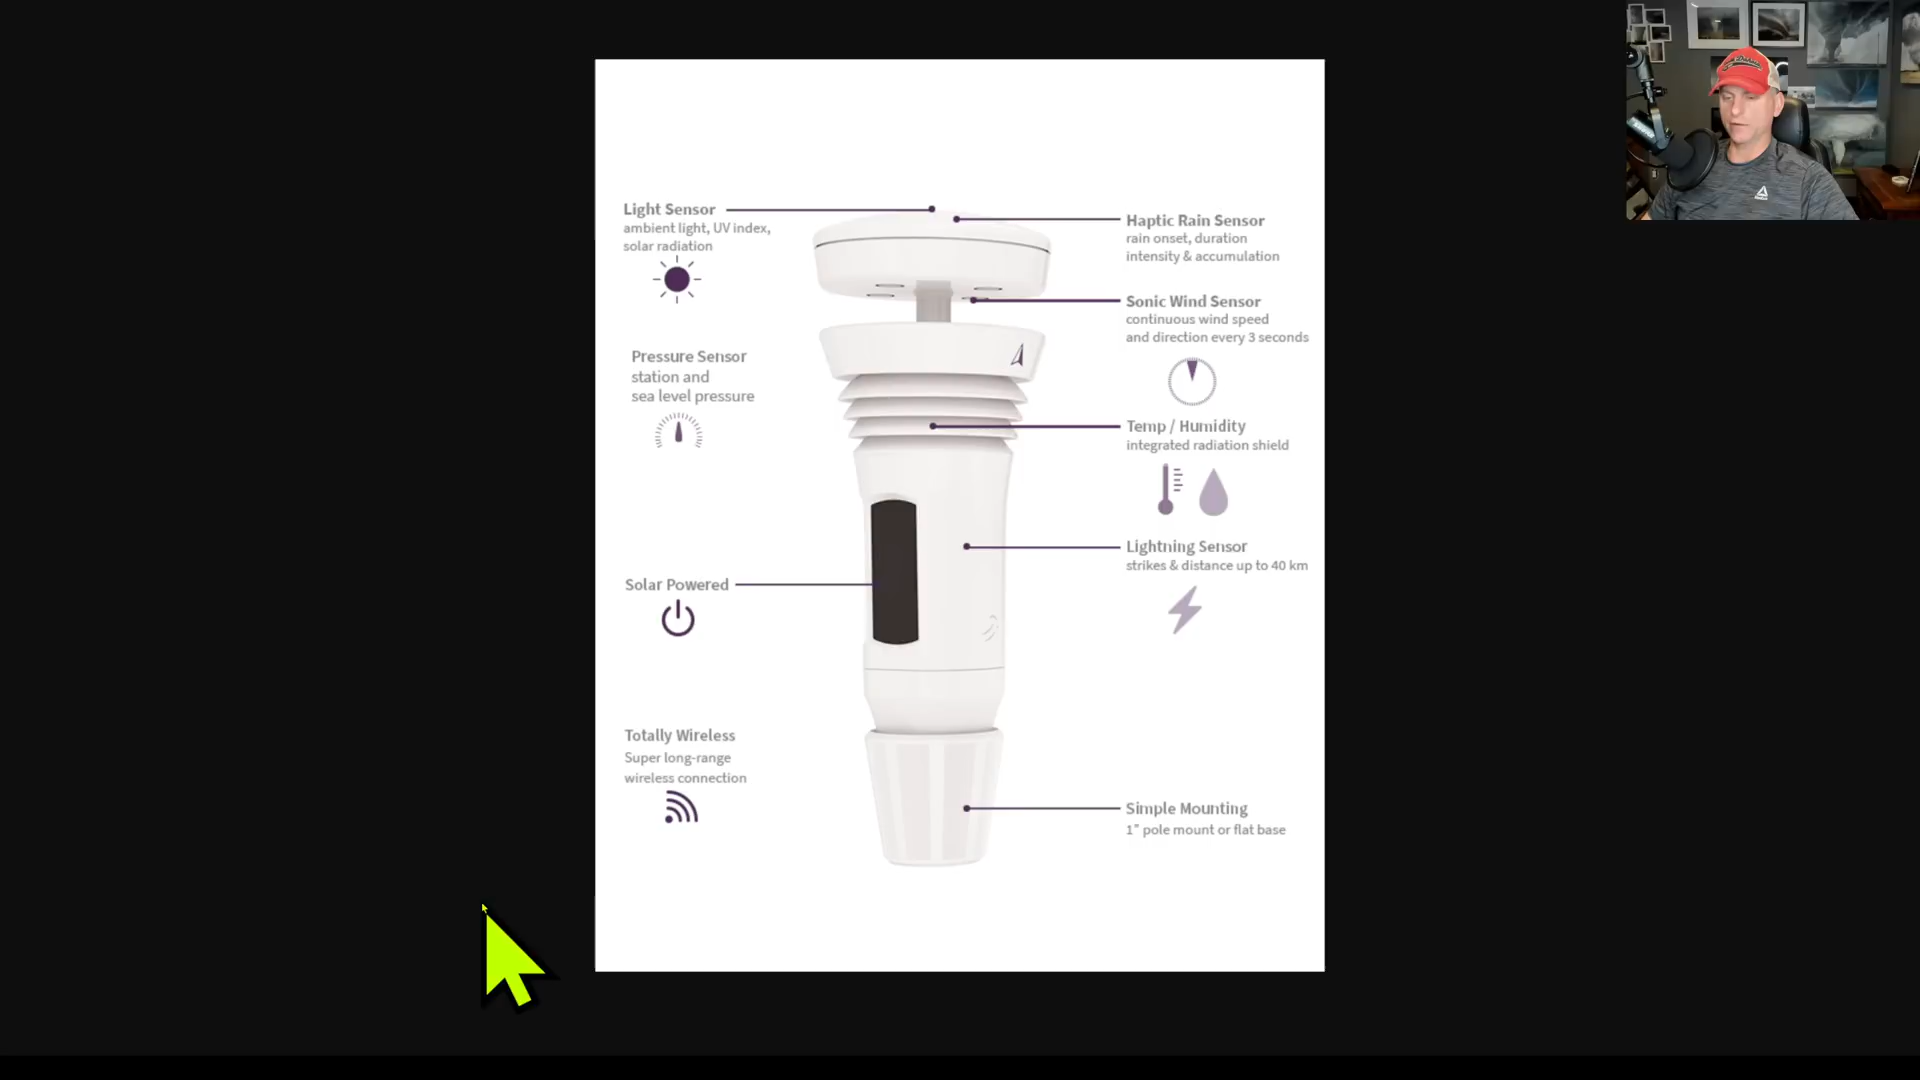 Light Sensor
ambient light, UV index,
solar radiation
Pressure Sensor
station and
sea level pressure
Solar Powered
Totally Wireless
Super long-range
wireless connection
Haptic Rain Sensor
rain onset, duration
intensity & accumulation
Sonic Wind Sensor
continuous wind speed
and direction every 3 seconds
Temp / Humidity
integrated radiation shield
Lightning Sensor
strikes & distance up to 40 km
Simple Mounting
1" pole mount or flat base